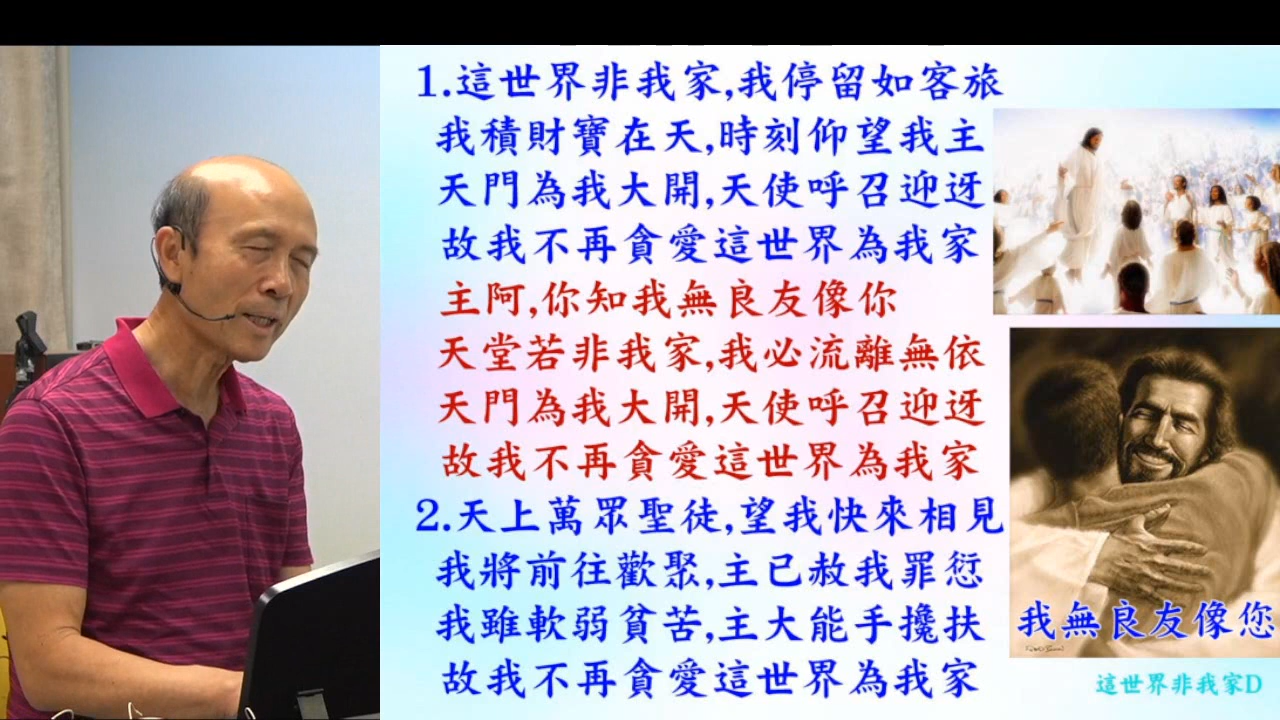 1.這世界非我家,我停留如客旅
我積財寶在天,時刻仰望我主
天門為我大開,天使呼召迎迓
故我不再貪愛這世界為我家
主阿,你知我無良友像你
天堂若非我家,我必流離無依
天門為我大開,天使呼召迎迓
故我不再貪愛這世界為我家
2.天上萬眾聖徒,望我快來相見
我將前往歡聚,主已赦我罪愆
我雖軟弱貧苦,主大能手攙扶
故我不再貪愛這世界為我家
我無良友像您
這世界非我家D